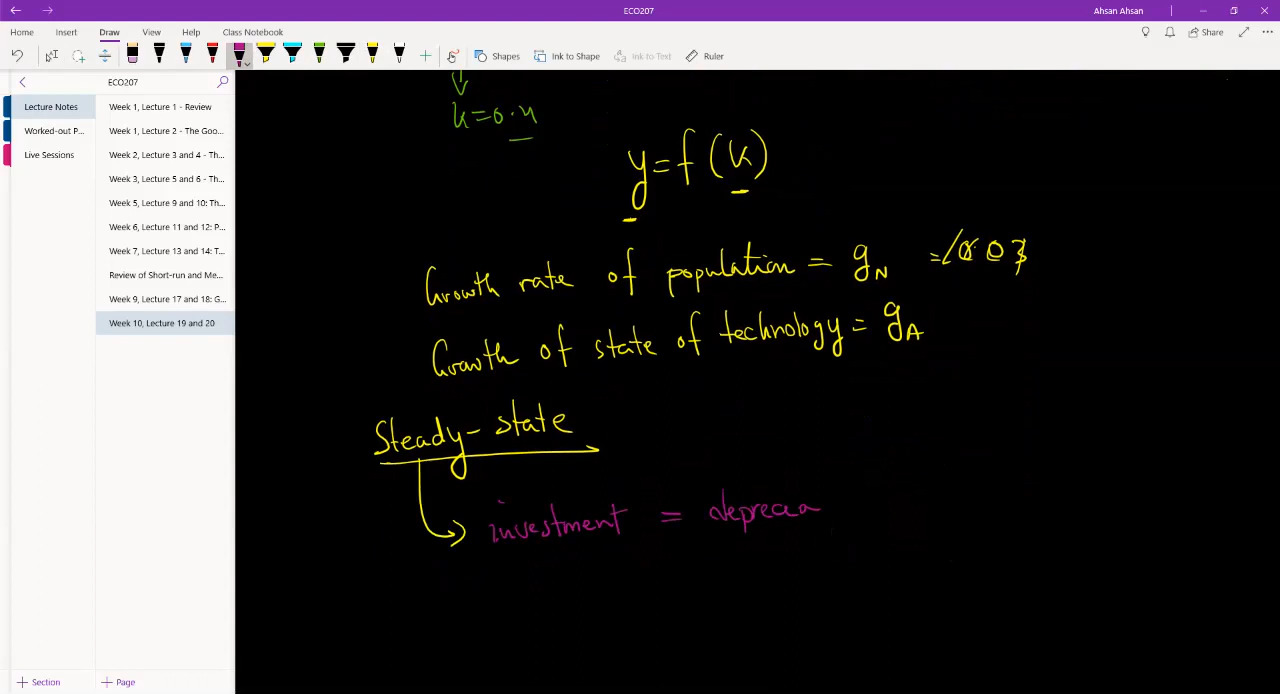 ECO207
Ahsan Ahsan
Home Insert Draw View Help Class Notebook
Share
Shapes Ink to Shape Ink to Text Ruler
ECO207
Lecture Notes
Worked-out P...
Live Sessions
Week 1, Lecture 1 - Review
Week 1, Lecture 2 - The Goo...
Week 2, Lecture 3 and 4 - Th...
Week 3, Lecture 5 and 6 - Th...
Week 5, Lecture 9 and 10: Th...
Week 6, Lecture 11 and 12: P...
Week 7, Lecture 13 and 14: T...
Review of Short-run and Me...
Week 9, Lecture 17 and 18: G...
Week 10, Lecture 19 and 20
+ Section
+ Page
k=0.4
y=f(k)
Growth rate of population = gN =
Growth of state of technology = gA
Steady-state
investment = deprecia